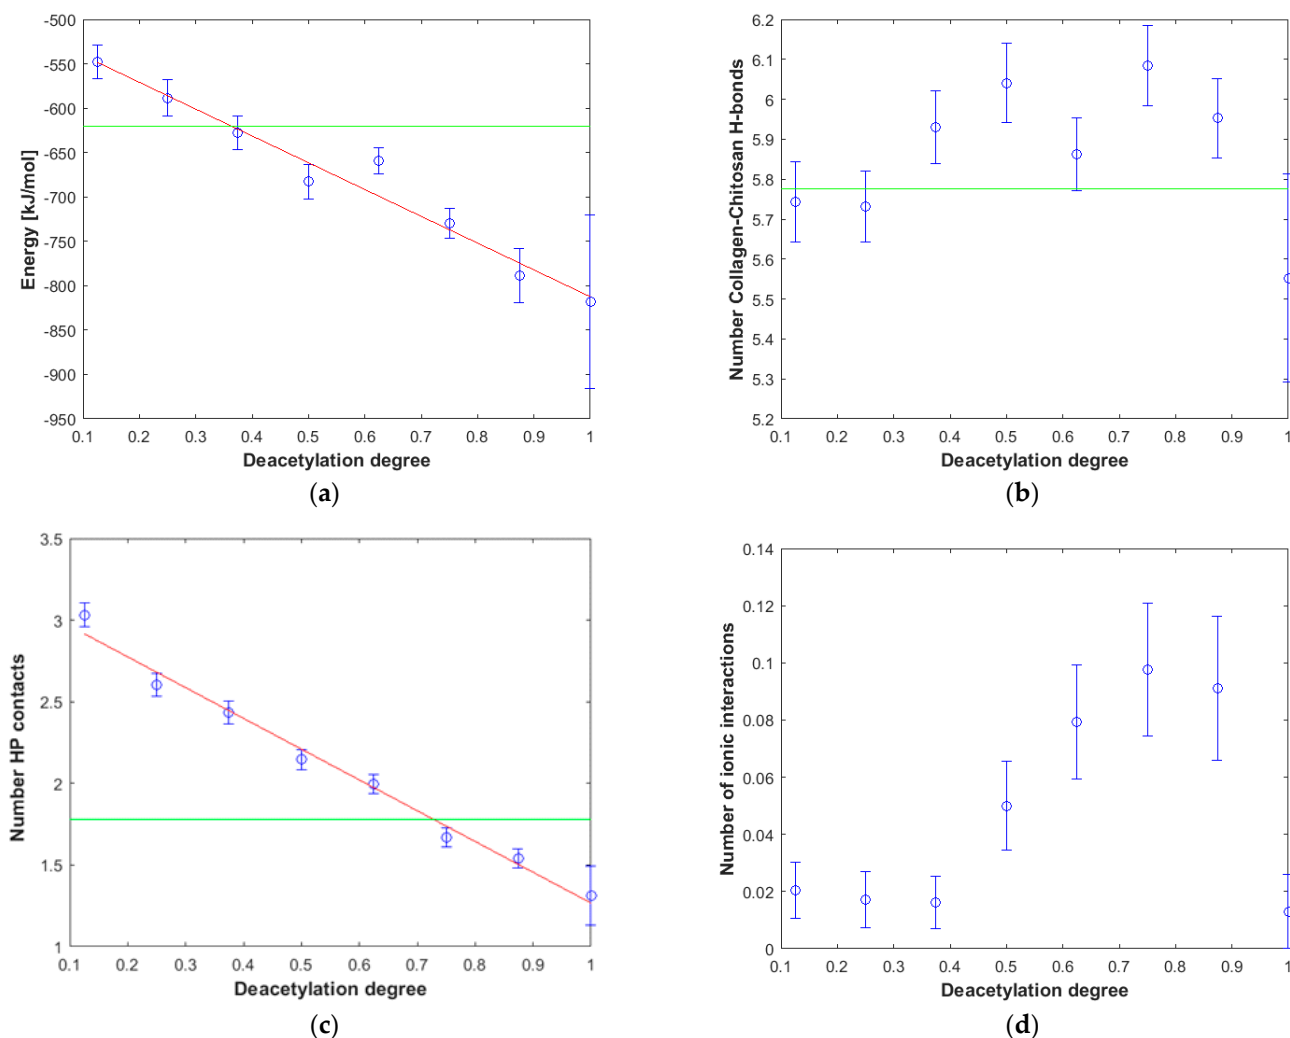 -500
-550
-600
-650
-700
-750
-800
-850
-900
-950
Energy [kJ/mol]
0.1 0.2 0.3 0.4 0.5 0.6 0.7 0.8 0.9 1
Deacetylation degree
(a)
6.2
6.1
6
5.9
5.8
5.7
5.6
5.5
5.4
5.3
5.2
Number Collagen-Chitosan H-bonds
0.1 0.2 0.3 0.4 0.5 0.6 0.7 0.8 0.9 1
Deacetylation degree
(b)
3.5
3
2.5
2
1.5
1
Number HP contacts
0.1 0.2 0.3 0.4 0.5 0.6 0.7 0.8 0.9 1
Deacetylation degree
(c)
0.14
0.12
0.1
0.08
0.06
0.04
0.02
0
Number of ionic interactions
0.1 0.2 0.3 0.4 0.5 0.6 0.7 0.8 0.9 1
Deacetylation degree
(d)